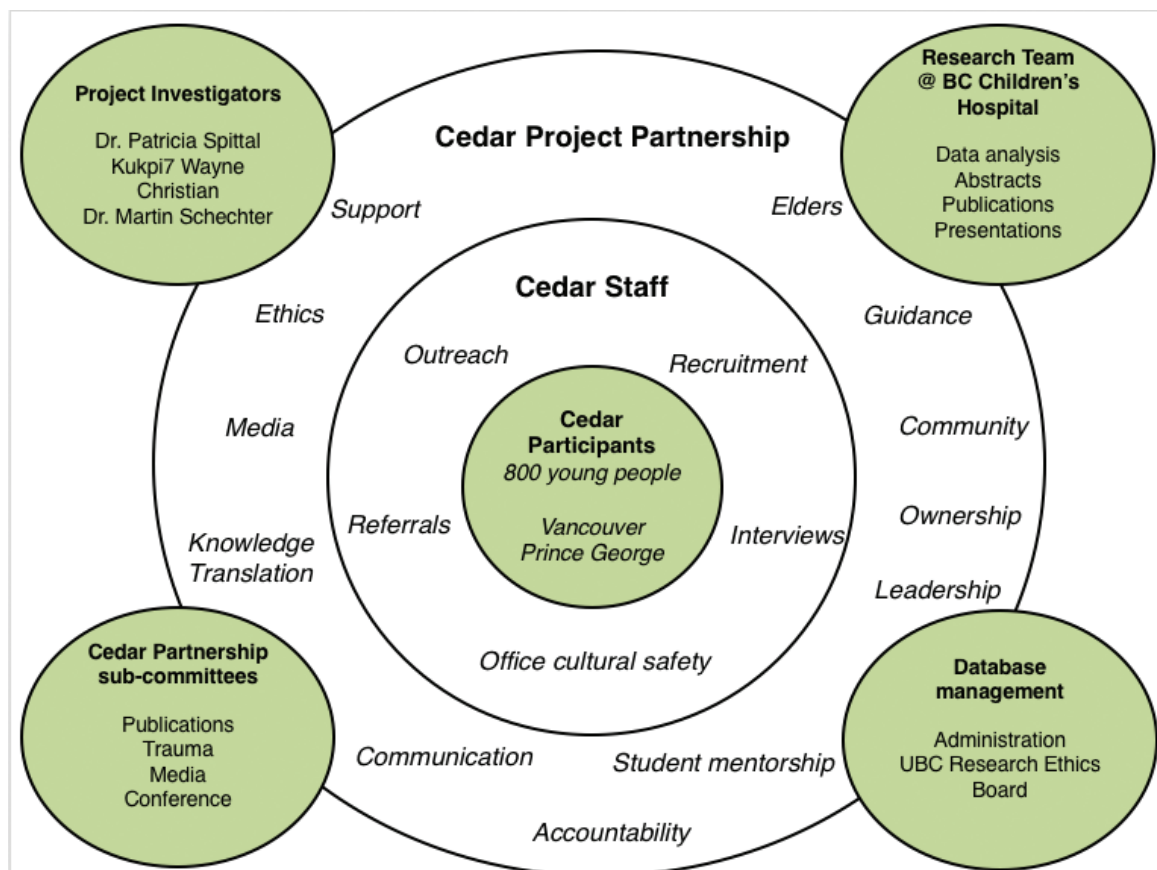 Project Investigators
Dr. Patricia Spittal
Kukpi7 Wayne
Christian
Dr. Martin Schechter
Research Team
@ BC Children's
Hospital
Data analysis
Abstracts
Publications
Presentations
Cedar Project Partnership
Support
Elders
Ethics
Guidance
Media
Community
Knowledge
Translation
Ownership
Leadership
Cedar Staff
Outreach
Recruitment
Referrals
Interviews
Office cultural safety
Cedar
Participants
800 young people
Vancouver
Prince George
Cedar Partnership
sub-committees
Publications
Trauma
Media
Conference
Communication
Student mentorship
Accountability
Database
management
Administration
UBC Research Ethics
Board